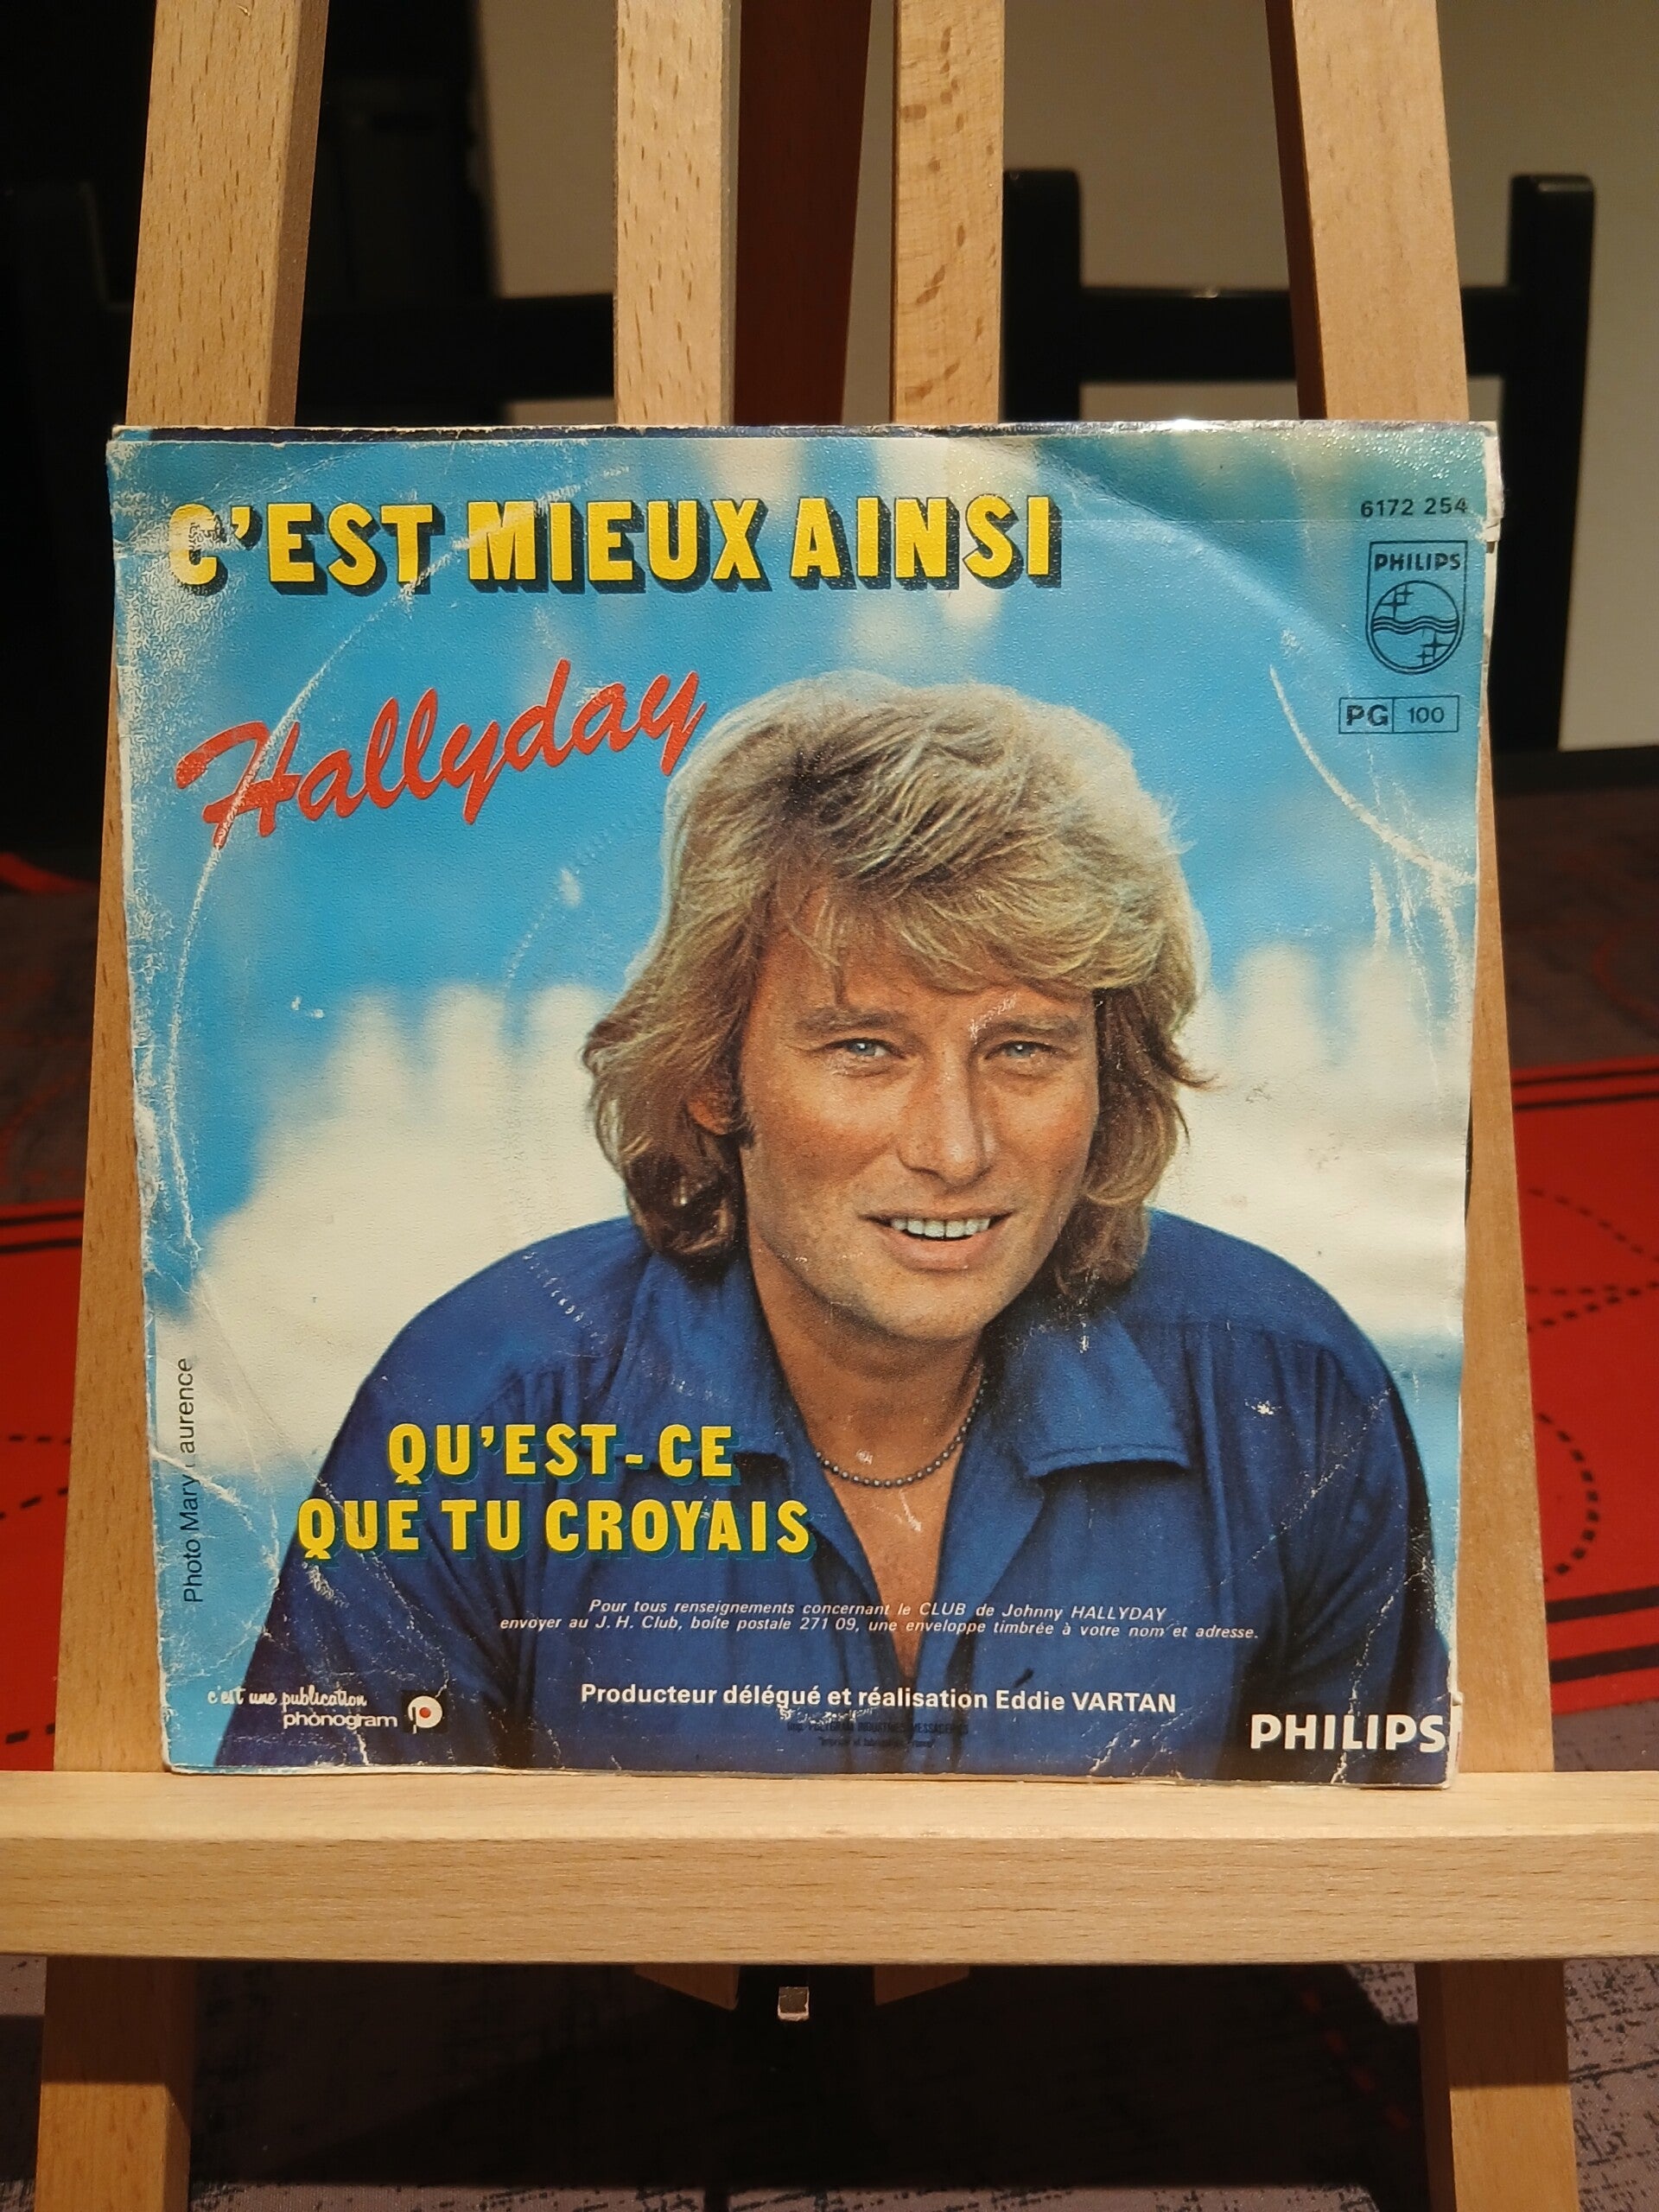 C'EST MIEUX AINSI
6172 254
PHILIPS
PG 100
Hallyday
Photo Mary
QU'EST-CE
QUE TU CROYAIS
Pour tous renseignements concernant le CLUB de Johnny HALLYDAY
envoyer au J. H. Club, boîte postale 271 09, une enveloppe timbrée à votre nom et adresse.
c'est une publication
phonogram
Producteur délégué et réalisation Eddie VARTAN
PHILIPS